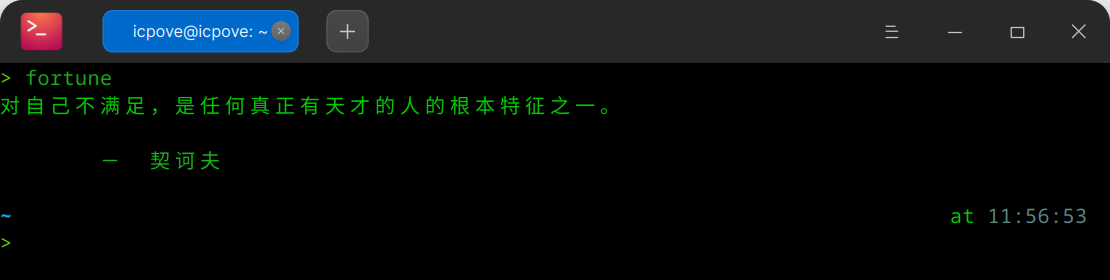 icpove@icpove: ~
> fortune
对自己不满足，是任何真正有天才的人的根本特征之一。
— 契诃夫
~ at 11:56:53
>